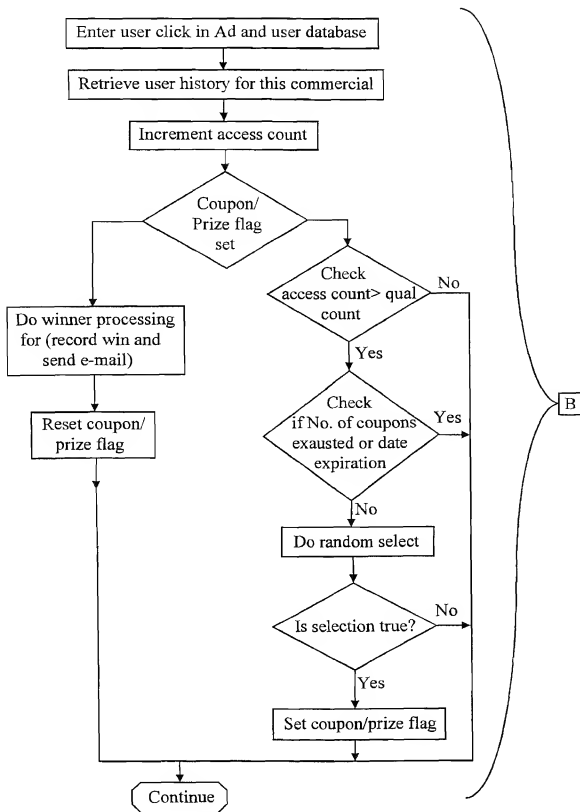 Enter user click in Ad and user database
Retrieve user history for this commercial
Increment access count
Coupon/
Prize flag
set
Do winner processing
for (record win and
send e-mail)
Reset coupon/
prize flag
Check
access count> qual
count
No
Yes
Check
if No. of coupons
exausted or date
expiration
Yes
No
Do random select
Is selection true?
No
Yes
Set coupon/prize flag
Continue
B